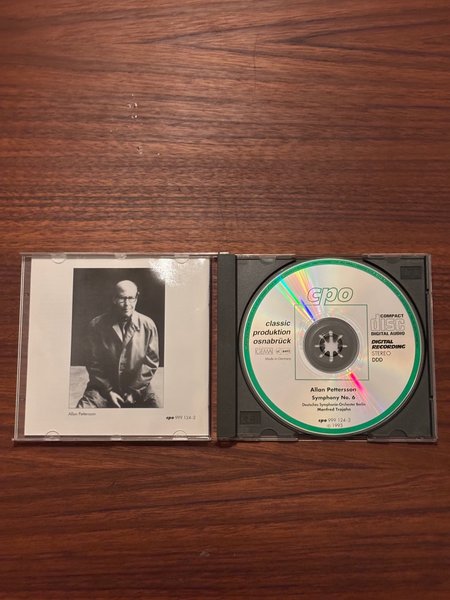 Allan Pettersson
cpo 999 124-2
cpo
classic
produktion
osnabrück
GEMA
Made in Germany
COMPACT
disc
DIGITAL AUDIO
DIGITAL
RECORDING
STEREO
DDD
Allan Pettersson
Symphony No. 6
Deutsches Symphonie-Orchester Berlin
Manfred Trojahn
cpo 999 124-2
℗ 1993